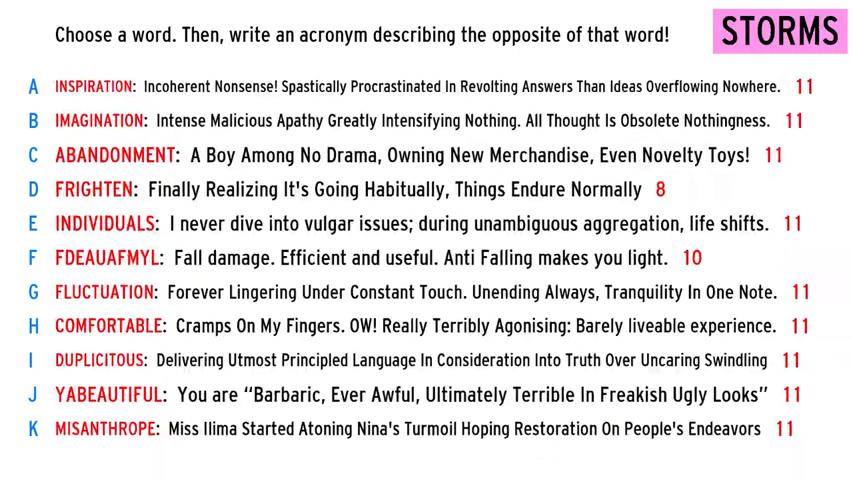 Choose a word. Then, write an acronym describing the opposite of that word!
STORMS
A INSPIRATION: Incoherent Nonsense! Spastically Procrastinated In Revolting Answers Than Ideas Overflowing Nowhere. 11
B IMAGINATION: Intense Malicious Apathy Greatly Intensifying Nothing. All Thought Is Obsolete Nothingness. 11
C ABANDONMENT: A Boy Among No Drama, Owning New Merchandise, Even Novelty Toys! 11
D FRIGHTEN: Finally Realizing It's Going Habitually, Things Endure Normally 8
E INDIVIDUALS: I never dive into vulgar issues; during unambiguous aggregation, life shifts. 11
F FDEAUAFMYL: Fall damage. Efficient and useful. Anti Falling makes you light. 10
G FLUCTUATION: Forever Lingering Under Constant Touch. Unending Always, Tranquility In One Note. 11
H COMFORTABLE: Cramps On My Fingers. OW! Really Terribly Agonising: Barely liveable experience. 11
I DUPLICITOUS: Delivering Utmost Principled Language In Consideration Into Truth Over Uncaring Swindling 11
J YABEAUTIFUL: You are “Barbaric, Ever Awful, Ultimately Terrible In Freakish Ugly Looks” 11
K MISANTHROPE: Miss Ilima Started Atoning Nina's Turmoil Hoping Restoration On People's Endeavors 11